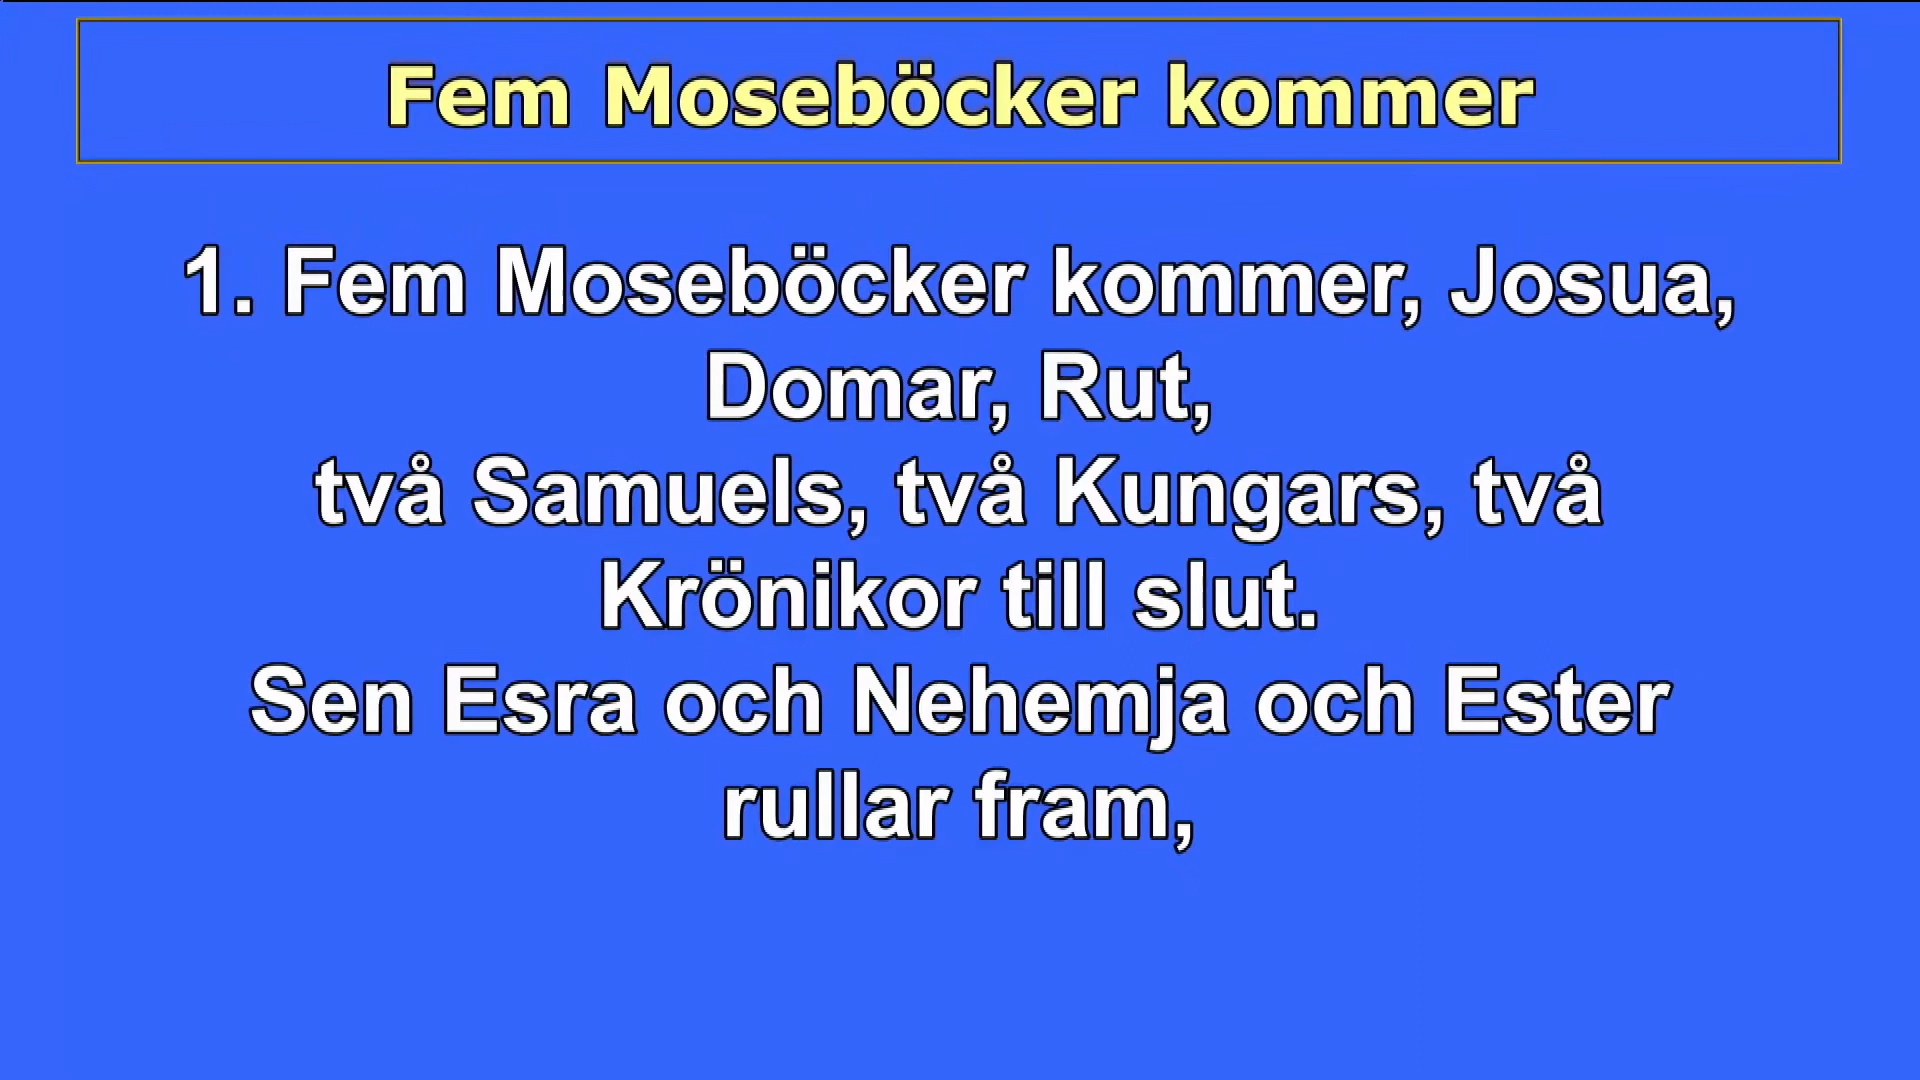 Fem Moseböcker kommer
1. Fem Moseböcker kommer, Josua,
Domar, Rut,
två Samuels, två Kungars, två
Krönikor till slut.
Sen Esra och Nehemja och Ester
rullar fram,